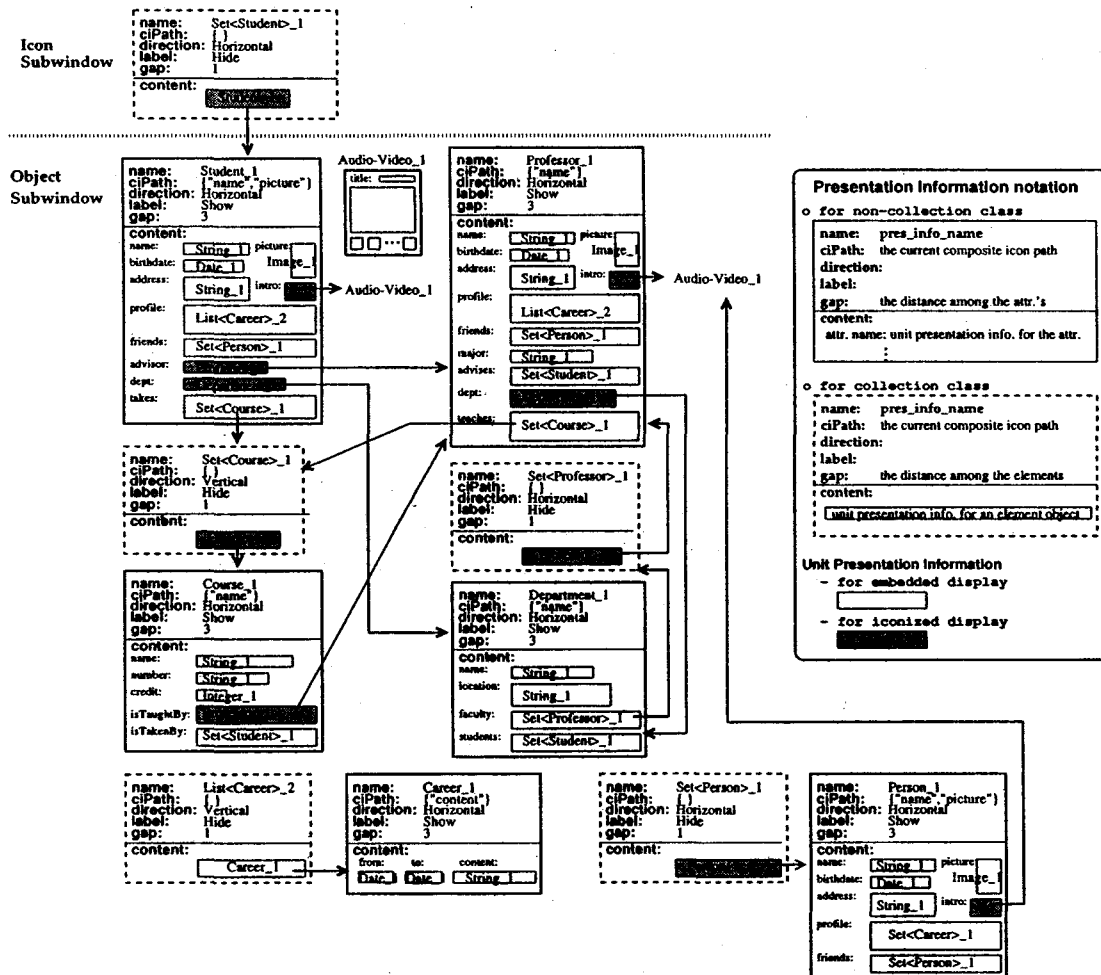 Icon
Subwindow
name: Set<Student>_1
ciPath: { }
direction: Horizontal
label: Hide
gap: 1
content:
Object
Subwindow
name: Student_1
ciPath: {"name","picture"}
direction: Horizontal
label: Show
gap: 3
content:
name: String_1 picture:
birthdate: Date_1 Image_1
address: String_1 intro:
profile: List<Career>_2
friends: Set<Person>_1
advisor:
dept:
takes: Set<Course>_1
Audio-Video_1
title:
Audio-Video_1
name: Professor_1
ciPath: {"name"}
direction: Horizontal
label: Show
gap: 3
content:
name: String_1 picture:
birthdate: Date_1 Image_1
address: String_1 intro:
profile: List<Career>_2
friends: Set<Person>_1
major: String_1
advises: Set<Student>_1
dept:
teaches: Set<Course>_1
Audio-Video_1
name: Set<Course>_1
ciPath: { }
direction: Vertical
label: Hide
gap: 1
content:
name: Set<Professor>_1
ciPath: { }
direction: Horizontal
label: Hide
gap: 1
content:
name: Course_1
ciPath: {"name"}
direction: Horizontal
label: Show
gap: 3
content:
name: String_1
number: String_1
credit: Integer_1
isTaughtBy:
isTakenBy: Set<Student>_1
name: Department_1
ciPath: {"name"}
direction: Horizontal
label: Show
gap: 3
content:
name: String_1
location: String_1
faculty: Set<Professor>_1
students: Set<Student>_1
name: List<Career>_2
ciPath: { }
direction: Vertical
label: Hide
gap: 1
content:
Career_1
name: Career_1
ciPath: {"content"}
direction: Horizontal
label: Show
gap: 3
content:
from: to: content:
Date_ Date_ String_1
name: Set<Person>_1
ciPath: { }
direction: Horizontal
label: Hide
gap: 1
content:
name: Person_1
ciPath: {"name","picture"}
direction: Horizontal
label: Show
gap: 3
content:
name: String_1 picture:
birthdate: Date_1 Image_1
address: String_1 intro:
profile: Set<Career>_1
friends: Set<Person>_1
Presentation Information notation
o for non-collection class
name: pres_info_name
ciPath: the current composite icon path
direction:
label:
gap: the distance among the attr.'s
content:
attr. name: unit presentation info. for the attr.
:
o for collection class
name: pres_info_name
ciPath: the current composite icon path
direction:
label:
gap: the distance among the elements
content:
unit presentation info. for an element object
Unit Presentation Information
- for embedded display
- for iconized display